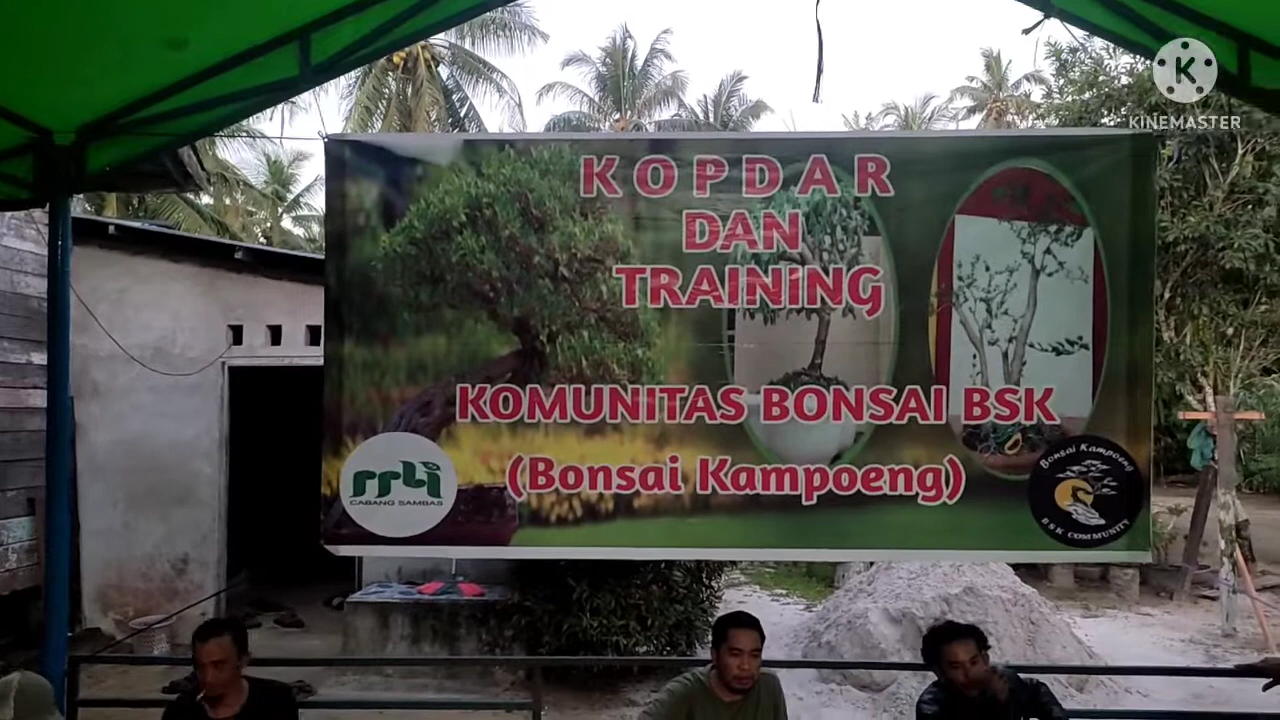 K
KINEMASTER
KOPDAR
DAN
TRAINING
KOMUNITAS BONSAI BSK
(Bonsai Kampoeng)
CABANG SAMBAS
Bonsai Kampoeng
BSK COMMUNITY